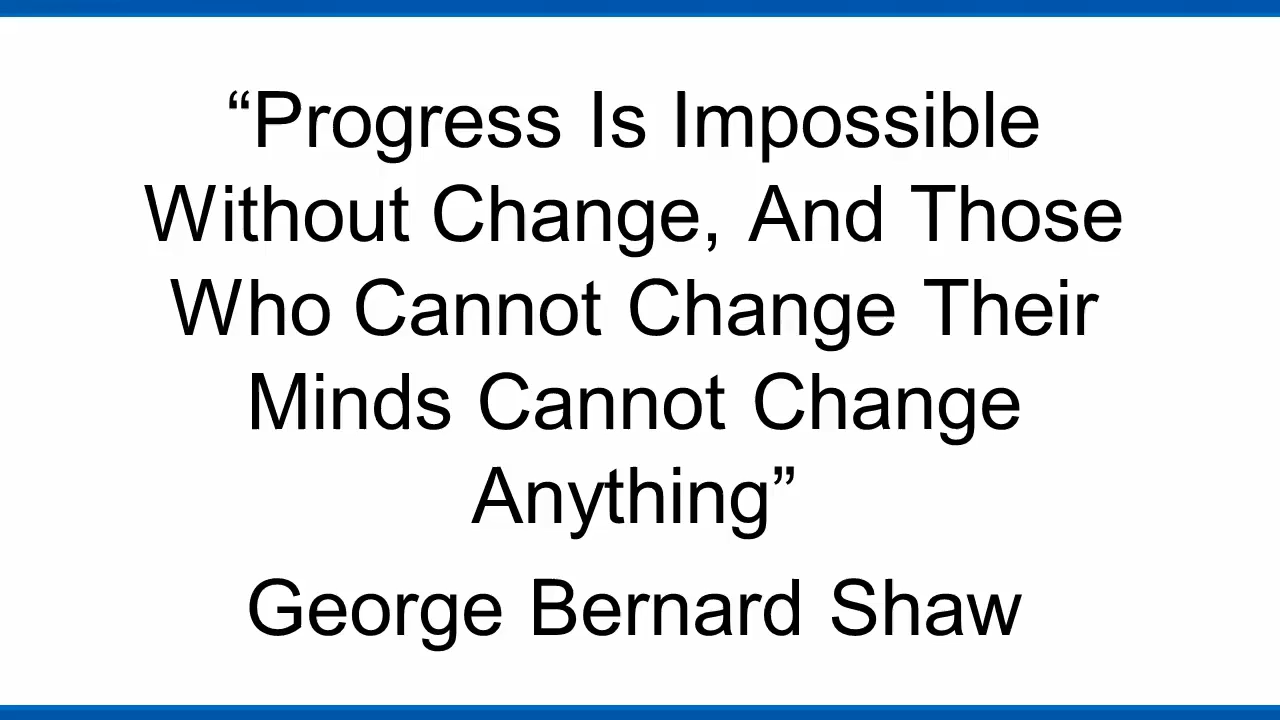 “Progress Is Impossible
Without Change, And Those
Who Cannot Change Their
Minds Cannot Change
Anything”
George Bernard Shaw